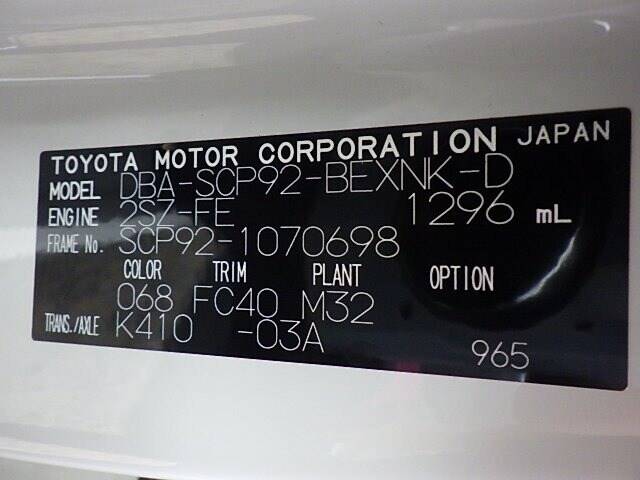 TOYOTA MOTOR CORPORATION JAPAN
MODEL DBA-SCP92-BEXNK-D
ENGINE 2SZ-FE 1296 mL
FRAME No. SCP92-1070698
COLOR TRIM PLANT OPTION
068 FC40 M32
TRANS./AXLE K410 -03A
965